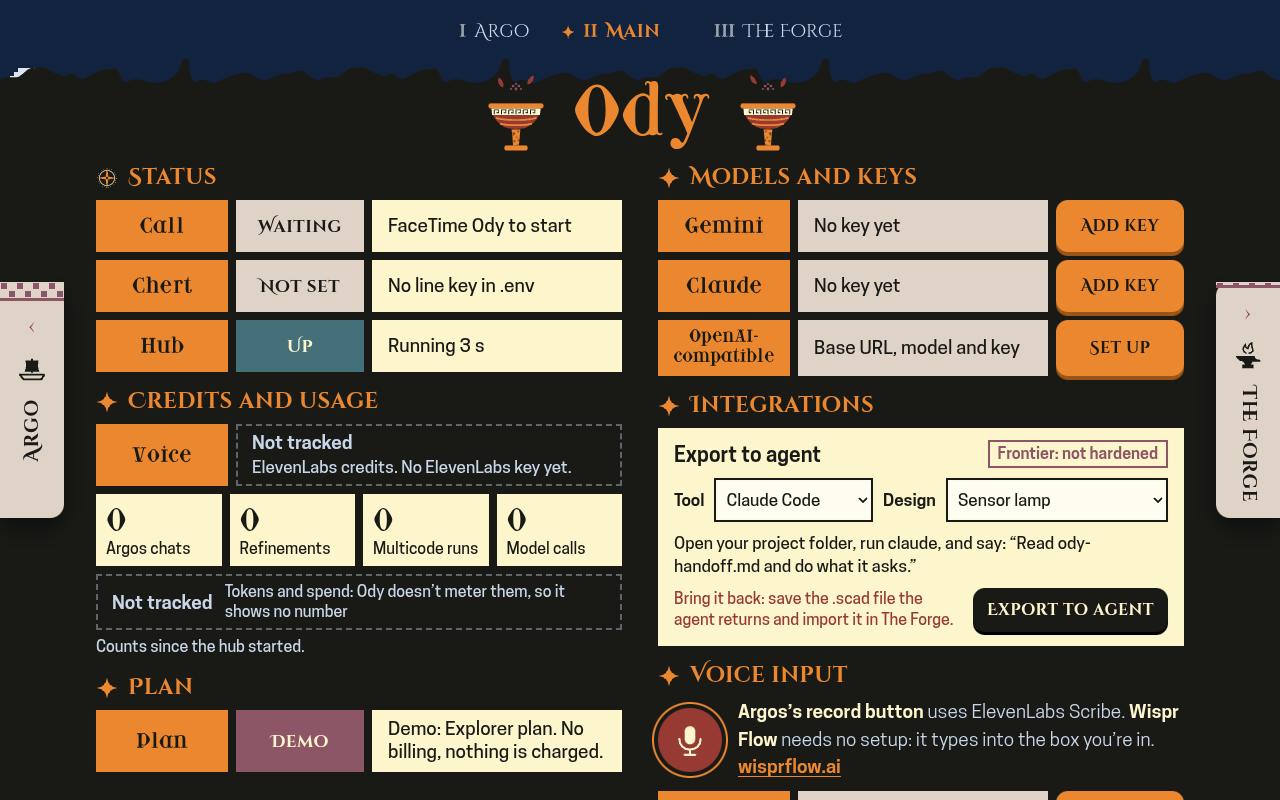 I ARGO
II MAIN
III THE FORGE
Ody
STATUS
Call
WAITING
FaceTime Ody to start
Chert
NOT SET
No line key in .env
Hub
UP
Running 3 s
CREDITS AND USAGE
Voice
Not tracked
ElevenLabs credits. No ElevenLabs key yet.
0
Argos chats
0
Refinements
0
Multicode runs
0
Model calls
Not tracked
Tokens and spend: Ody doesn’t meter them, so it
shows no number
Counts since the hub started.
PLAN
Plan
DEMO
Demo: Explorer plan. No
billing, nothing is charged.
MODELS AND KEYS
Gemini
No key yet
ADD KEY
Claude
No key yet
ADD KEY
OpenAI-
compatible
Base URL, model and key
SET UP
INTEGRATIONS
Export to agent
Frontier: not hardened
Tool
Claude Code
Design
Sensor lamp
Open your project folder, run claude, and say: “Read ody-
handoff.md and do what it asks.”
Bring it back: save the .scad file the
agent returns and import it in The Forge.
EXPORT TO AGENT
VOICE INPUT
Argos’s record button uses ElevenLabs Scribe. Wispr
Flow needs no setup: it types into the box you’re in.
wisprflow.ai
ARGO
THE FORGE